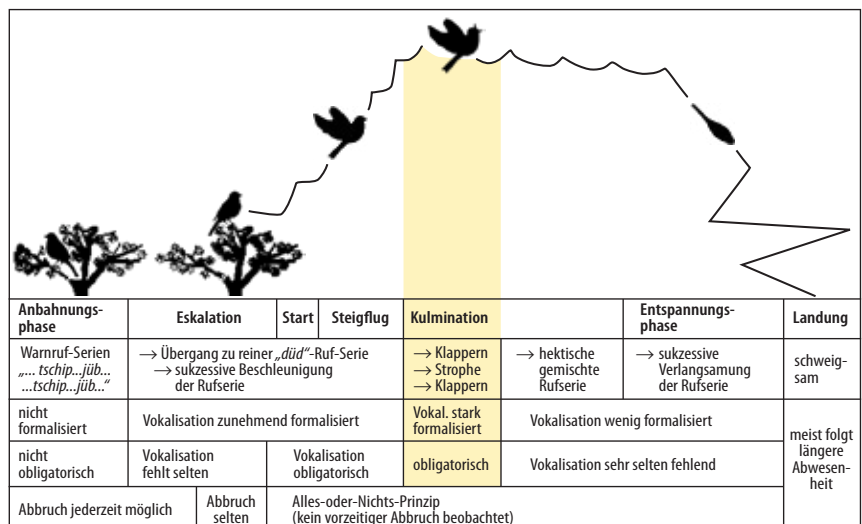 Anbahnungs-
phase
Eskalation
Start
Steigflug
Kulmination
Entspannungs-
phase
Landung
Warnruf-Serien
„... tschip...jüb...
...tschip...jüb...“
→ Übergang zu reiner „düd“-Ruf-Serie
→ sukzessive Beschleunigung
der Rufserie
→ Klappern
→ Strophe
→ Klappern
→ hektische
gemischte
Rufserie
→ sukzessive
Verlangsamung
der Rufserie
schweig-
sam
nicht
formalisiert
Vokalisation zunehmend formalisiert
Vokal. stark
formalisiert
Vokalisation wenig formalisiert
meist folgt
längere
Abwesen-
heit
nicht
obligatorisch
Vokalisation
fehlt selten
Vokalisation
obligatorisch
obligatorisch
Vokalisation sehr selten fehlend
Abbruch jederzeit möglich
Abbruch
selten
Alles-oder-Nichts-Prinzip
(kein vorzeitiger Abbruch beobachtet)